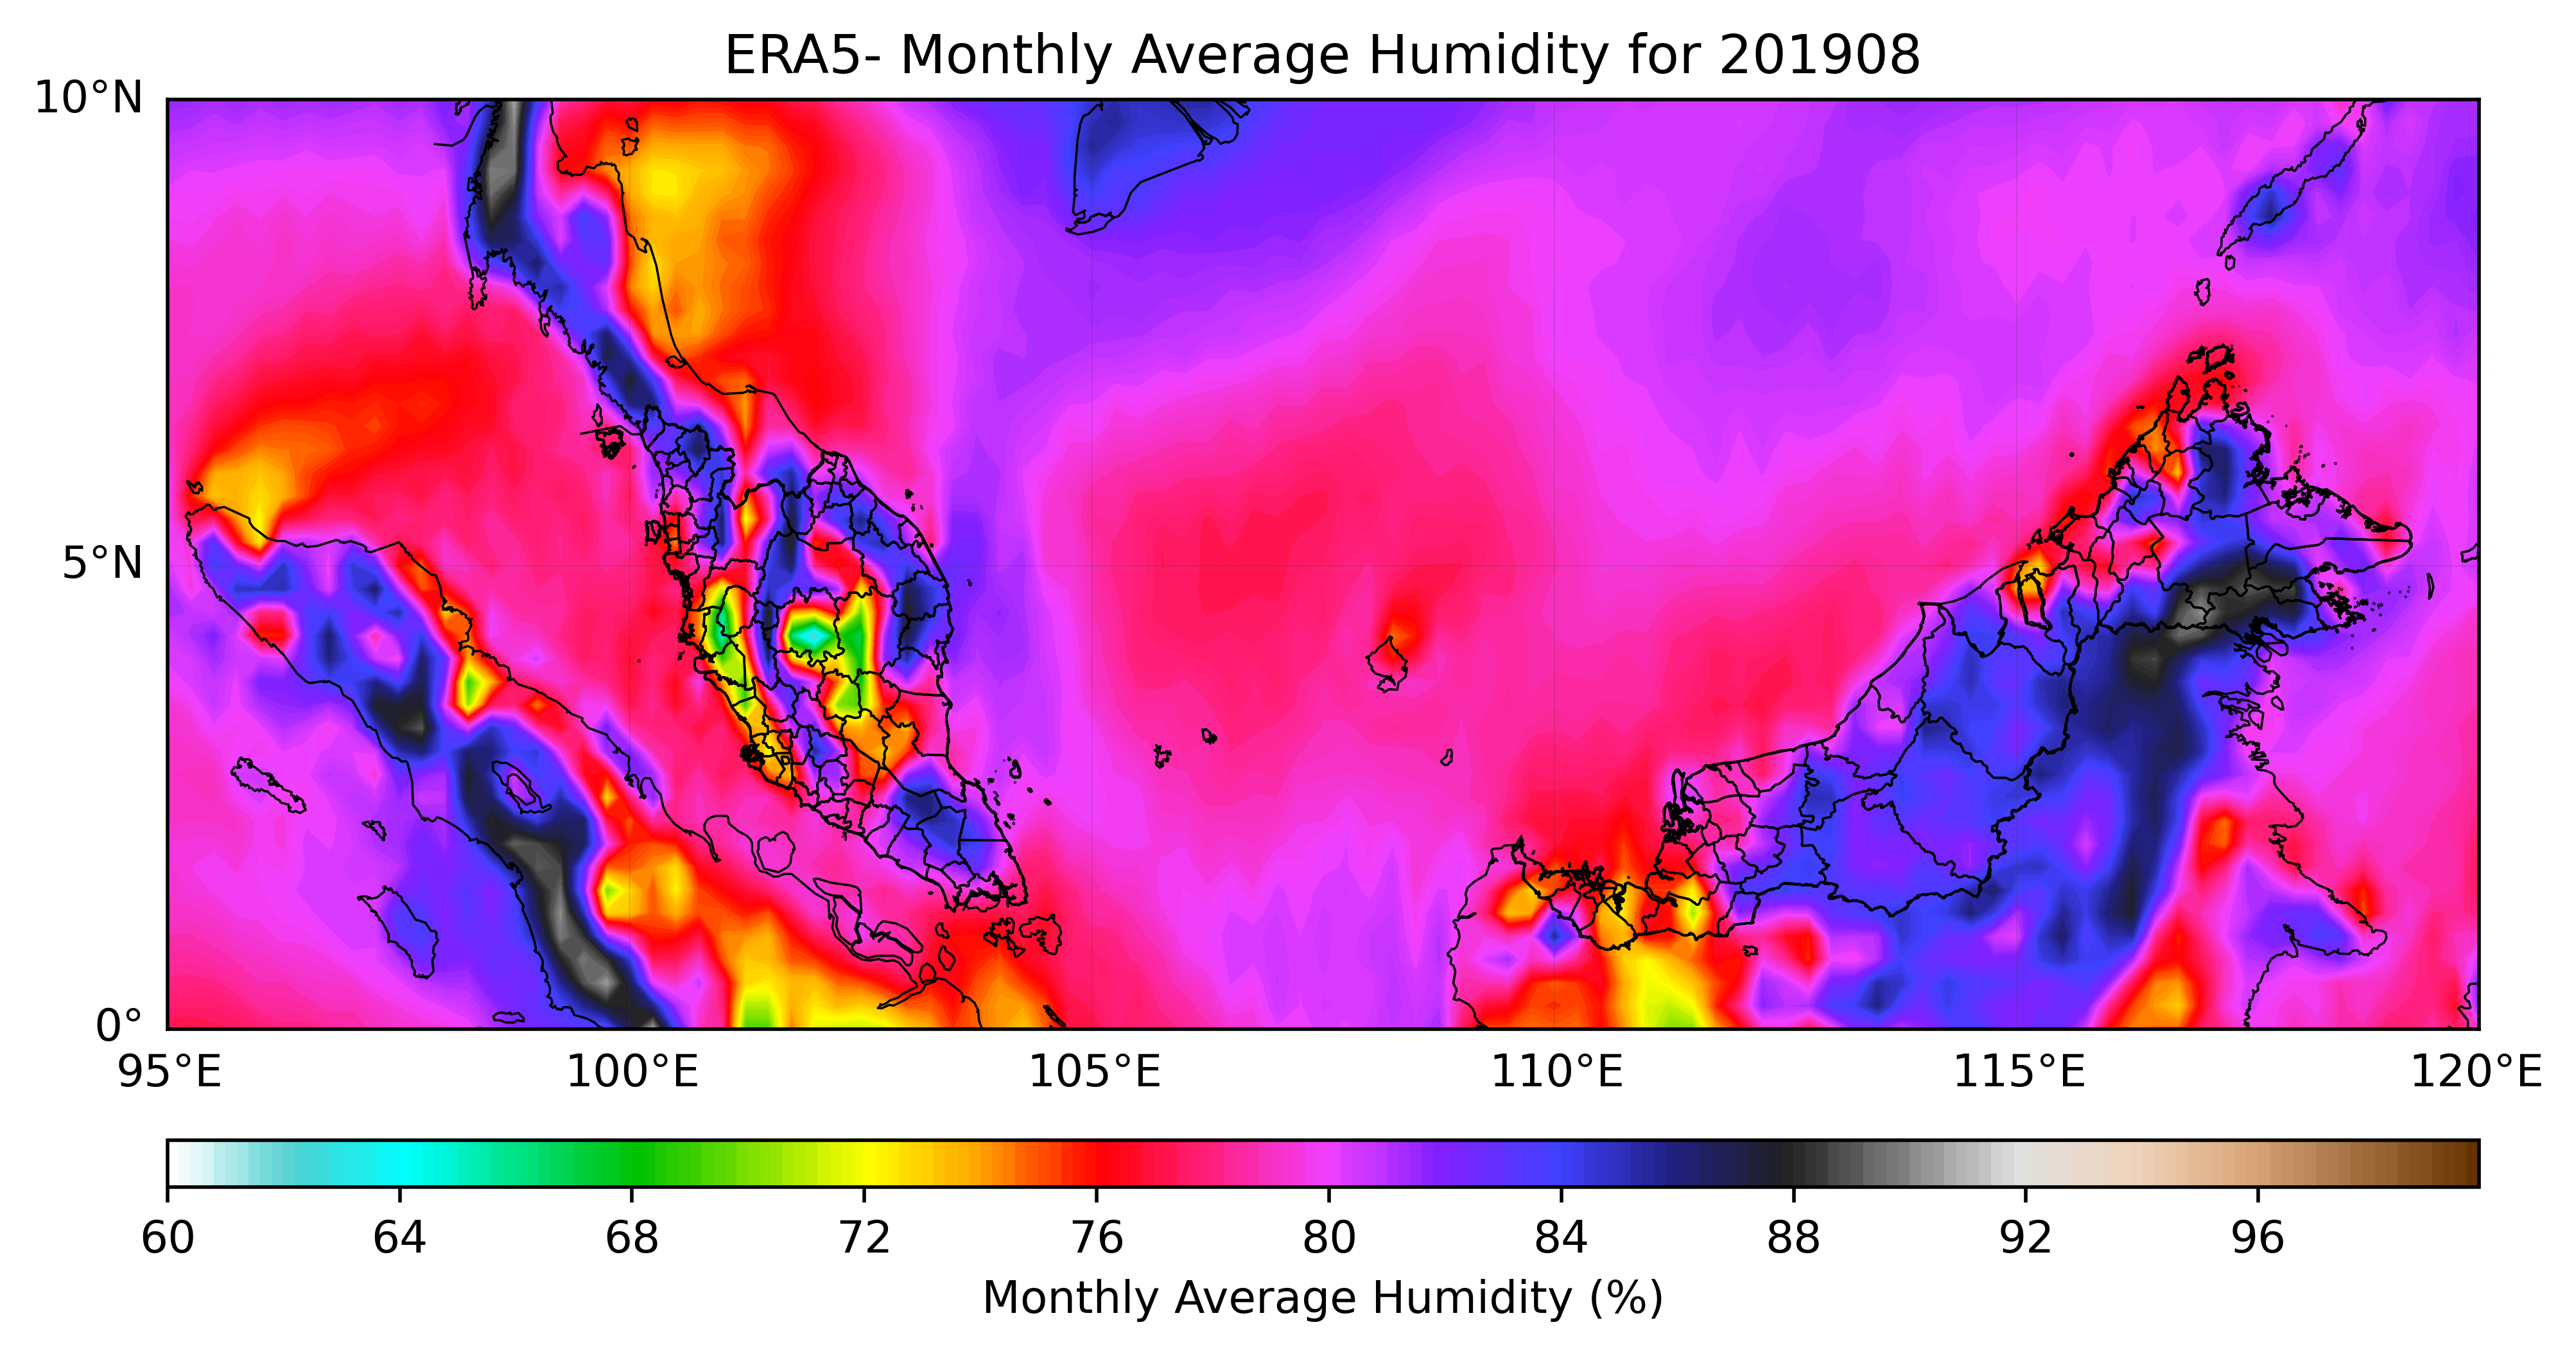 ERA5- Monthly Average Humidity for 201908
10°N
5°N
0°
95°E 100°E 105°E 110°E 115°E 120°E
60 64 68 72 76 80 84 88 92 96
Monthly Average Humidity (%)